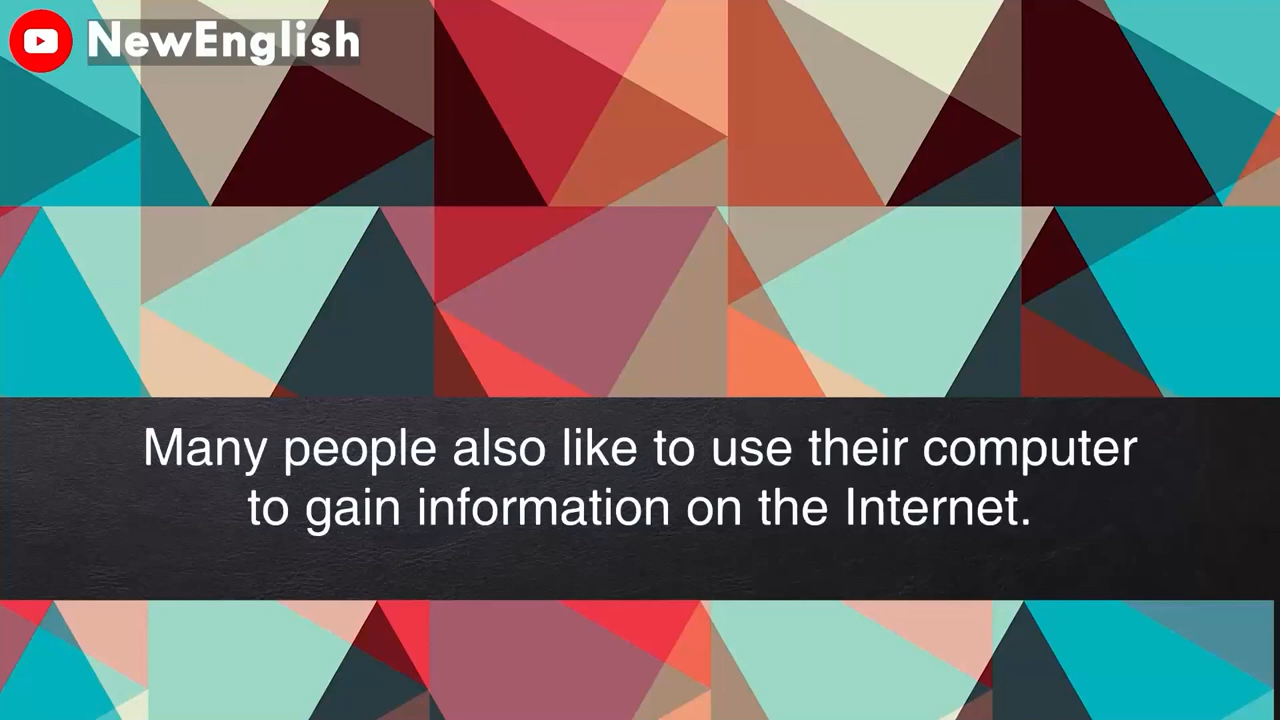 NewEnglish
Many people also like to use their computer
to gain information on the Internet.